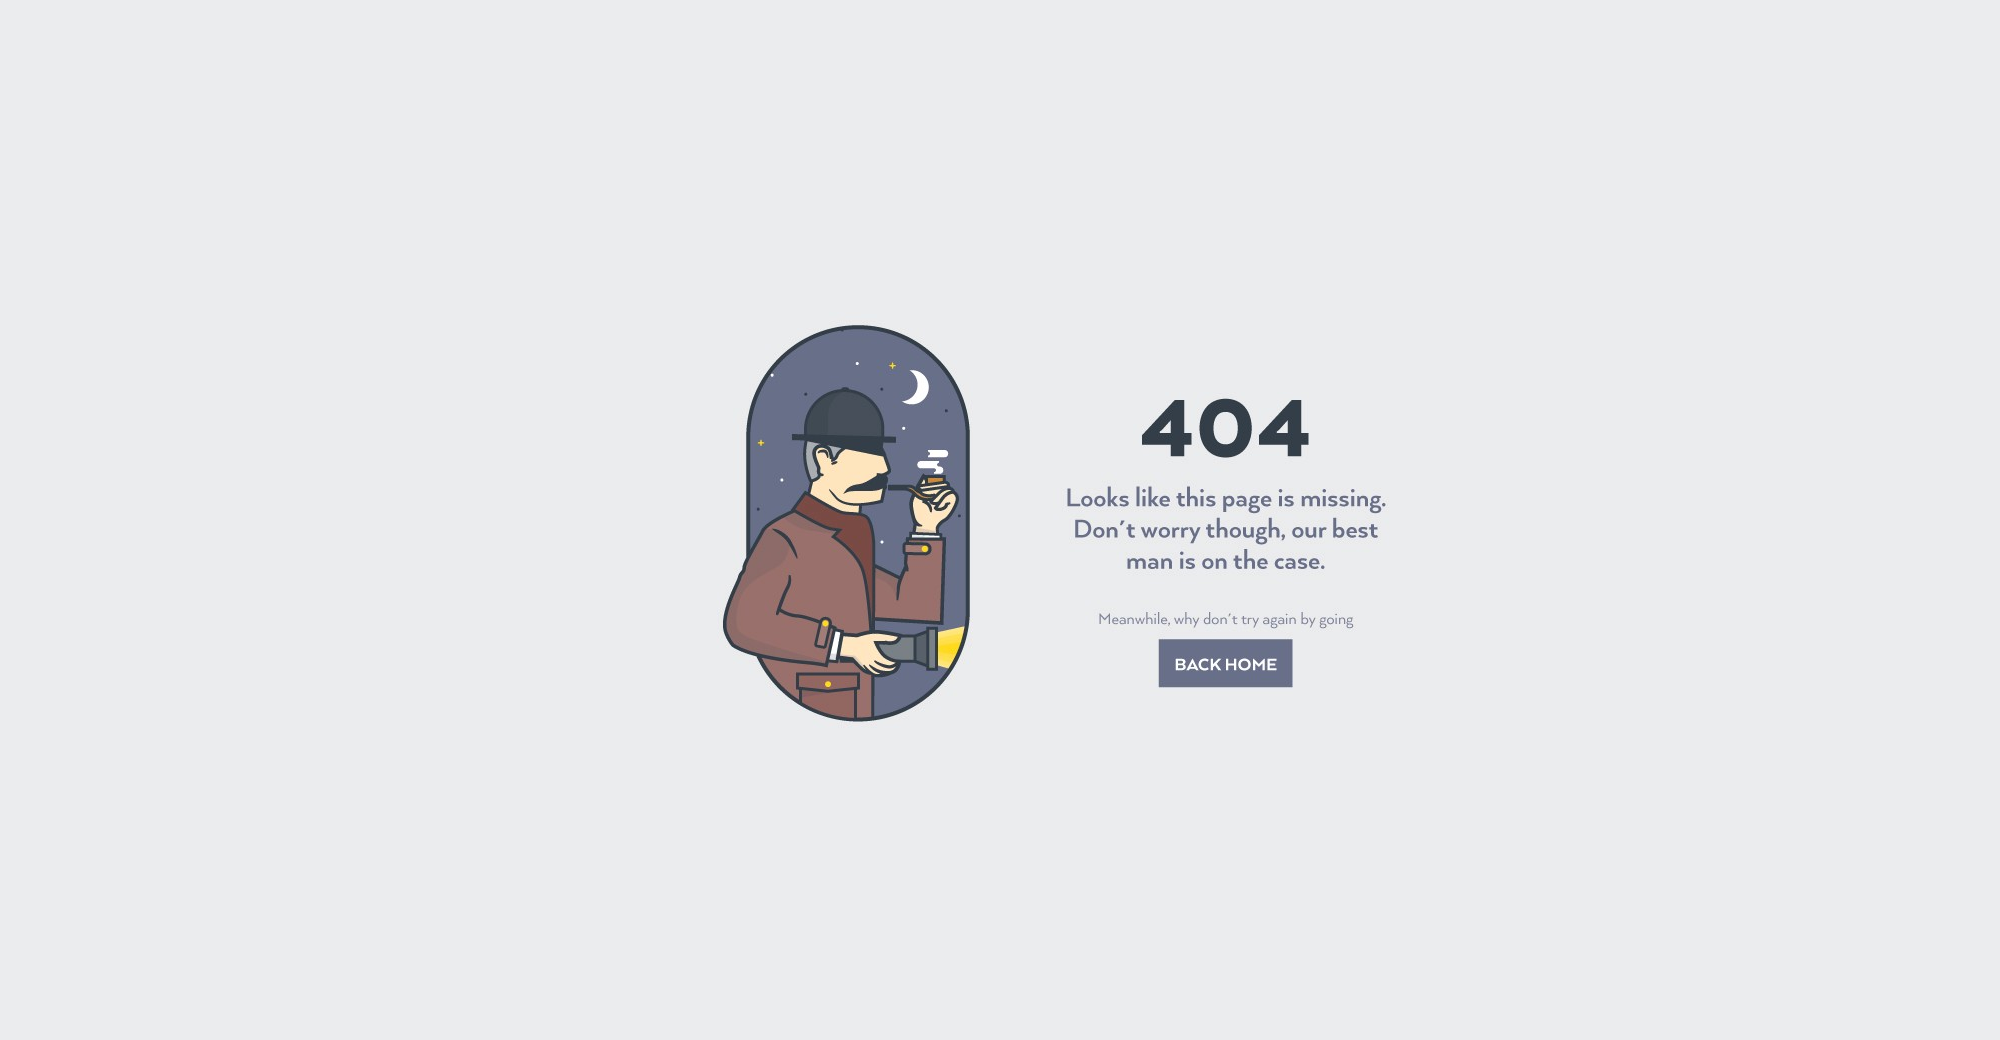 404
Looks like this page is missing.
Don't worry though, our best
man is on the case.
Meanwhile, why don't try again by going
BACK HOME